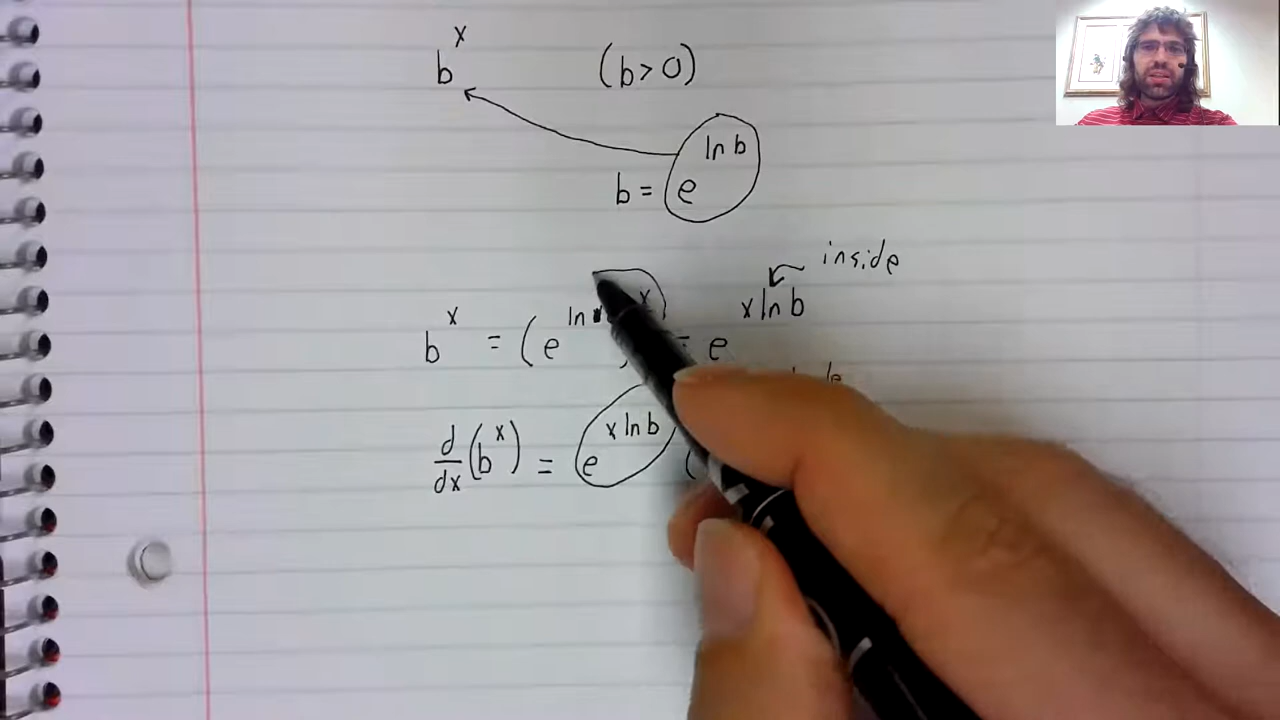 b^x (b > 0)
b = e^{ln b}
inside
b^x = (e^{ln x = e^{x ln b}
d/dx (b^x) = e^{x ln b} (